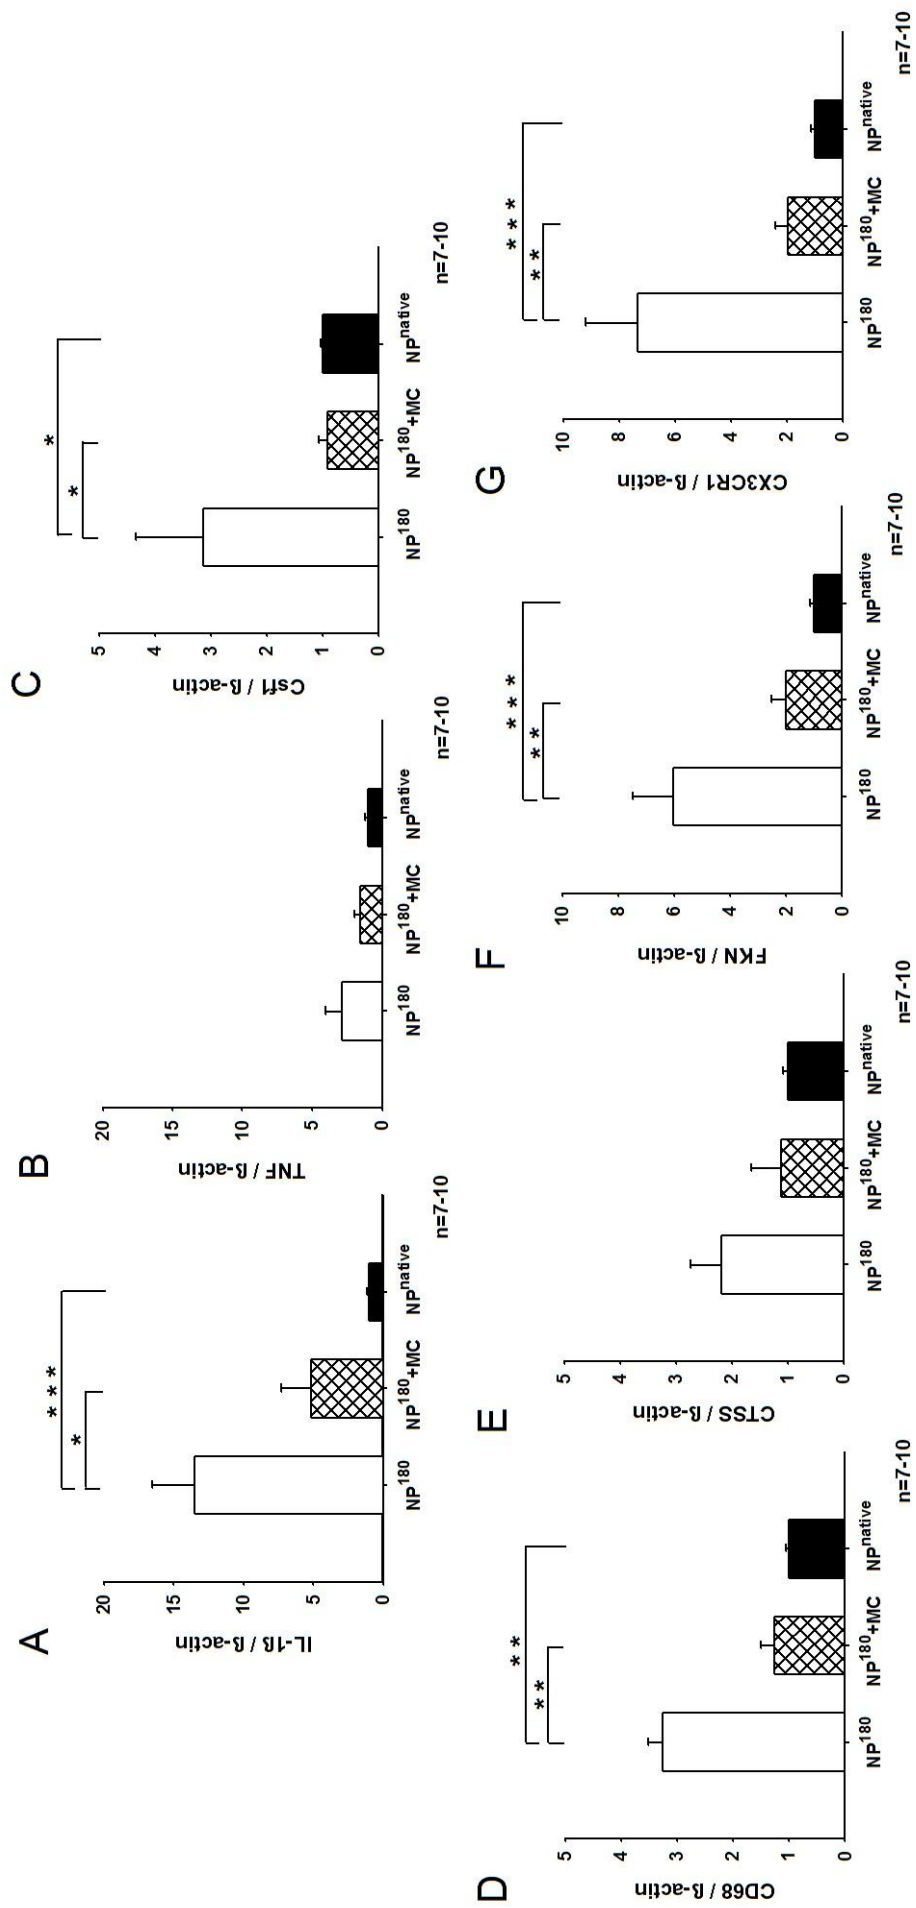 A
IL-1ß / ß-actin
20
15
10
5
0
* * *
*
NP180
NP180+MC
NPnative
n=7-10
B
TNF / ß-actin
20
15
10
5
0
NP180
NP180+MC
NPnative
n=7-10
C
Csf1 / ß-actin
5
4
3
2
1
0
*
*
NP180
NP180+MC
NPnative
n=7-10
D
CD68 / ß-actin
5
4
3
2
1
0
* *
* *
NP180
NP180+MC
NPnative
n=7-10
E
CTSS / ß-actin
5
4
3
2
1
0
NP180
NP180+MC
NPnative
n=7-10
F
FKN / ß-actin
10
8
6
4
2
0
* * *
* *
NP180
NP180+MC
NPnative
n=7-10
G
CX3CR1 / ß-actin
10
8
6
4
2
0
* * *
* *
NP180
NP180+MC
NPnative
n=7-10